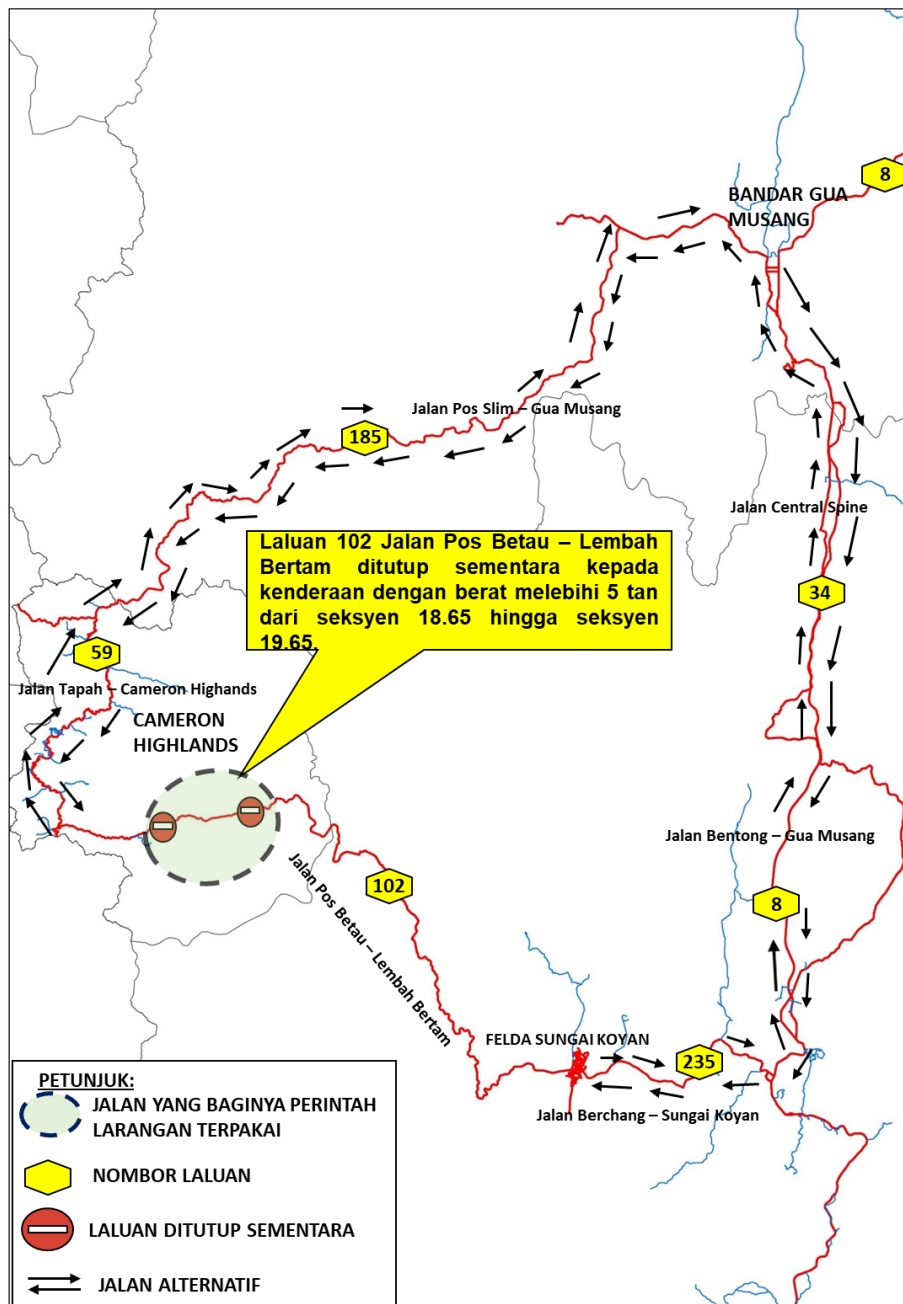 8
BANDAR GUA
MUSANG
Jalan Pos Slim – Gua Musang
185
Jalan Central Spine
Laluan 102 Jalan Pos Betau – Lembah
Bertam ditutup sementara kepada
kenderaan dengan berat melebihi 5 tan
dari seksyen 18.65 hingga seksyen
19.65.
34
59
Jalan Tapah – Cameron Highands
CAMERON
HIGHLANDS
Jalan Bentong – Gua Musang
102
8
Jalan Pos Betau – Lembah Bertam
FELDA SUNGAI KOYAN
235
Jalan Berchang – Sungai Koyan
PETUNJUK:
JALAN YANG BAGINYA PERINTAH
LARANGAN TERPAKAI
NOMBOR LALUAN
LALUAN DITUTUP SEMENTARA
JALAN ALTERNATIF